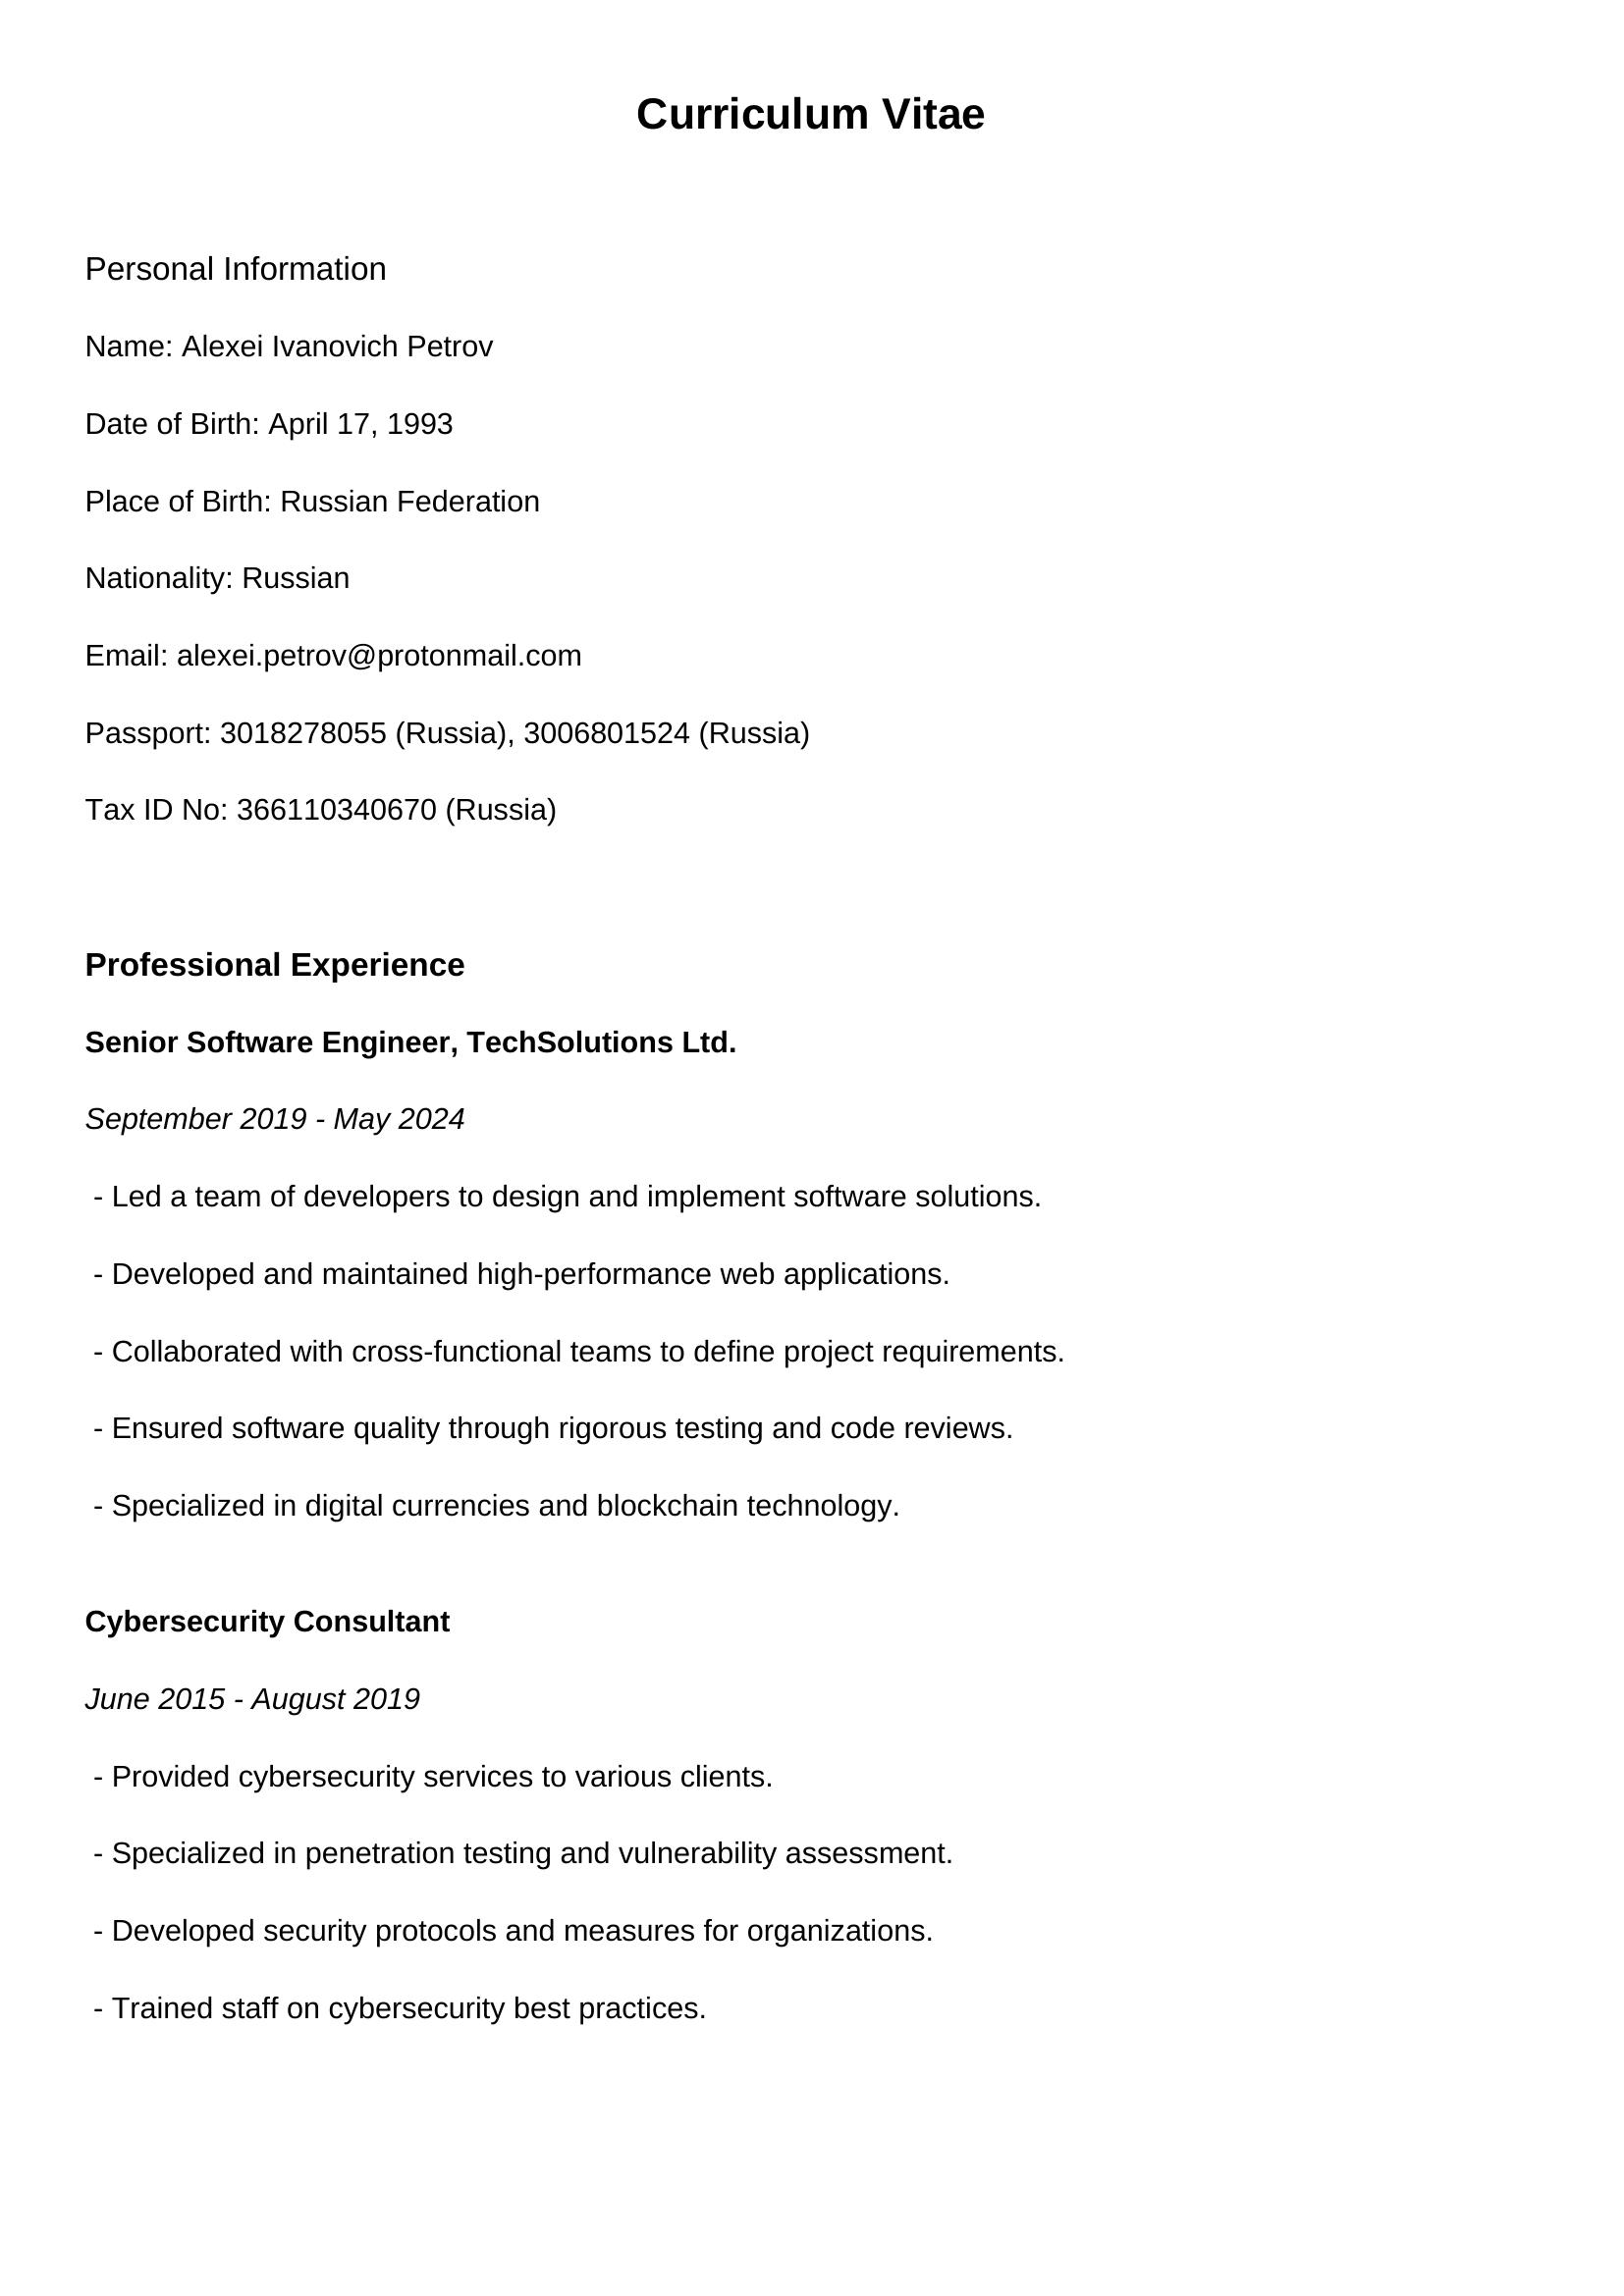 Curriculum Vitae
Personal Information
Name: Alexei Ivanovich Petrov
Date of Birth: April 17, 1993
Place of Birth: Russian Federation
Nationality: Russian
Email: alexei.petrov@protonmail.com
Passport: 3018278055 (Russia), 3006801524 (Russia)
Tax ID No: 366110340670 (Russia)
Professional Experience
Senior Software Engineer, TechSolutions Ltd.
September 2019 - May 2024
- Led a team of developers to design and implement software solutions.
- Developed and maintained high-performance web applications.
- Collaborated with cross-functional teams to define project requirements.
- Ensured software quality through rigorous testing and code reviews.
- Specialized in digital currencies and blockchain technology.
Cybersecurity Consultant
June 2015 - August 2019
- Provided cybersecurity services to various clients.
- Specialized in penetration testing and vulnerability assessment.
- Developed security protocols and measures for organizations.
- Trained staff on cybersecurity best practices.